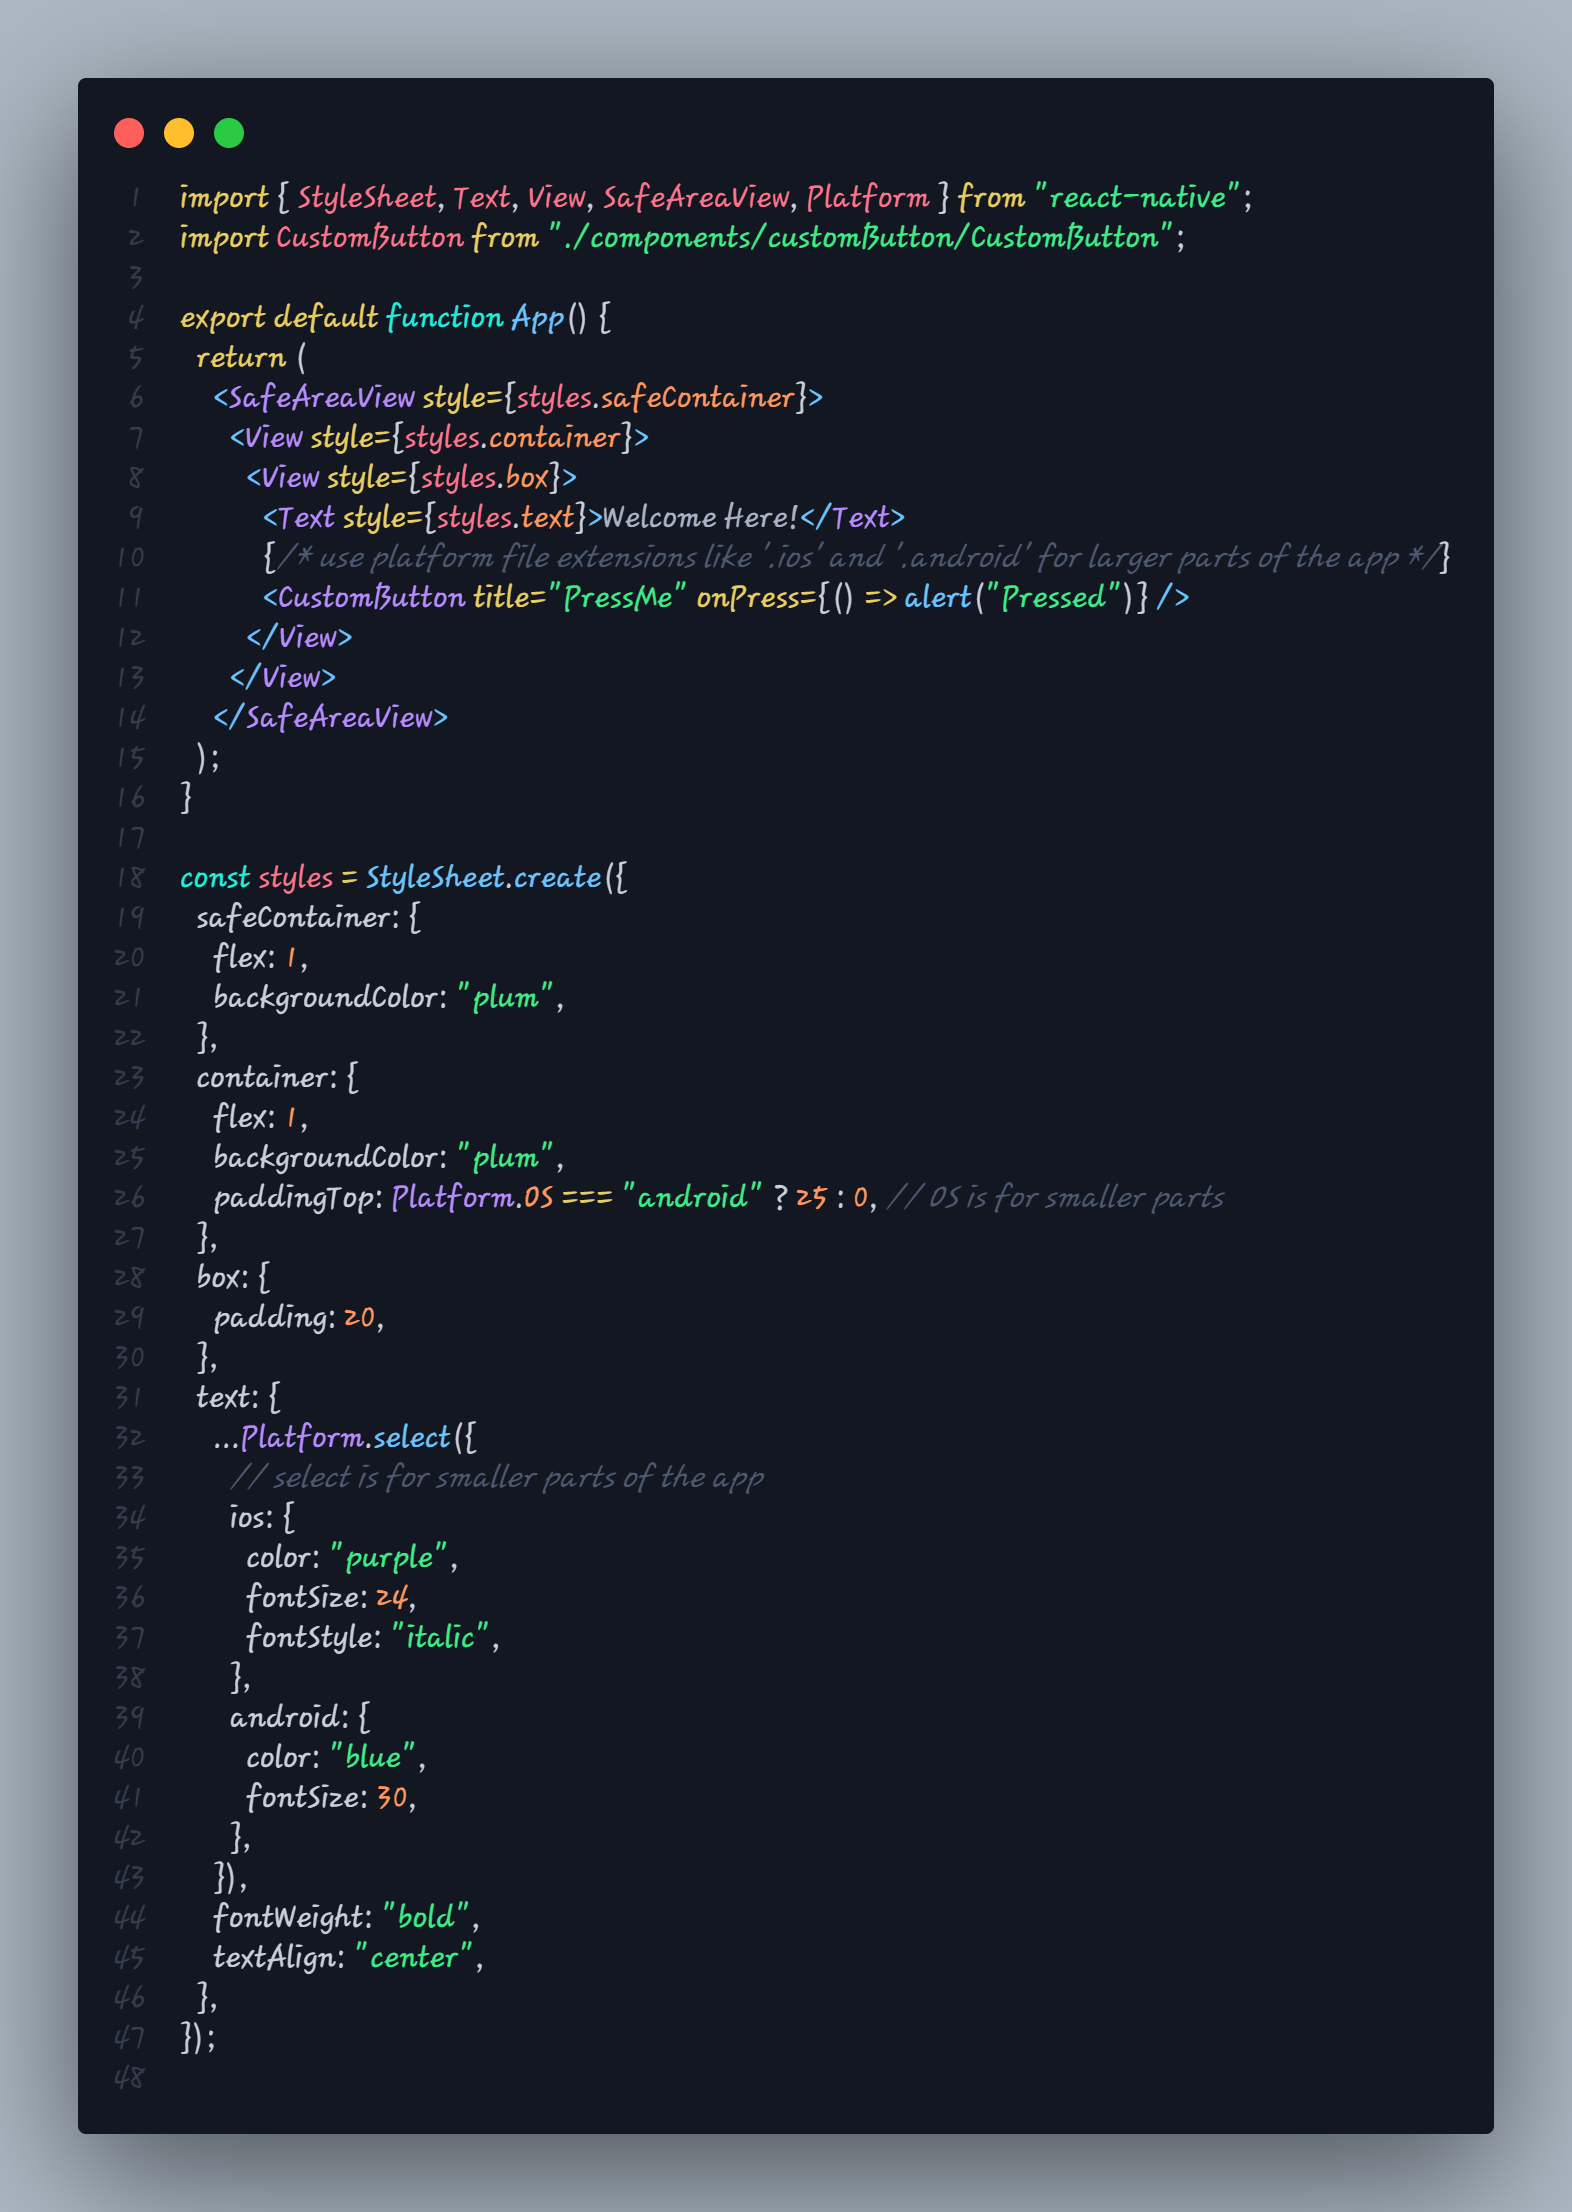 1 import { StyleSheet, Text, View, SafeAreaView, Platform } from "react-native";
2 import CustomButton from "./components/customButton/CustomButton";
3
4 export default function App() {
5   return (
6     <SafeAreaView style={styles.safeContainer}>
7       <View style={styles.container}>
8         <View style={styles.box}>
9           <Text style={styles.text}>Welcome Here!</Text>
10           {/* use platform file extensions like '.ios' and '.android' for larger parts of the app */}
11           <CustomButton title="PressMe" onPress={() => alert("Pressed")} />
12         </View>
13       </View>
14     </SafeAreaView>
15   );
16 }
17
18 const styles = StyleSheet.create({
19   safeContainer: {
20     flex: 1,
21     backgroundColor: "plum",
22   },
23   container: {
24     flex: 1,
25     backgroundColor: "plum",
26     paddingTop: Platform.OS === "android" ? 25 : 0, // OS is for smaller parts
27   },
28   box: {
29     padding: 20,
30   },
31   text: {
32     ...Platform.select({
33       // select is for smaller parts of the app
34       ios: {
35         color: "purple",
36         fontSize: 24,
37         fontStyle: "italic",
38       },
39       android: {
40         color: "blue",
41         fontSize: 30,
42       },
43     }),
44     fontWeight: "bold",
45     textAlign: "center",
46   },
47 });
48